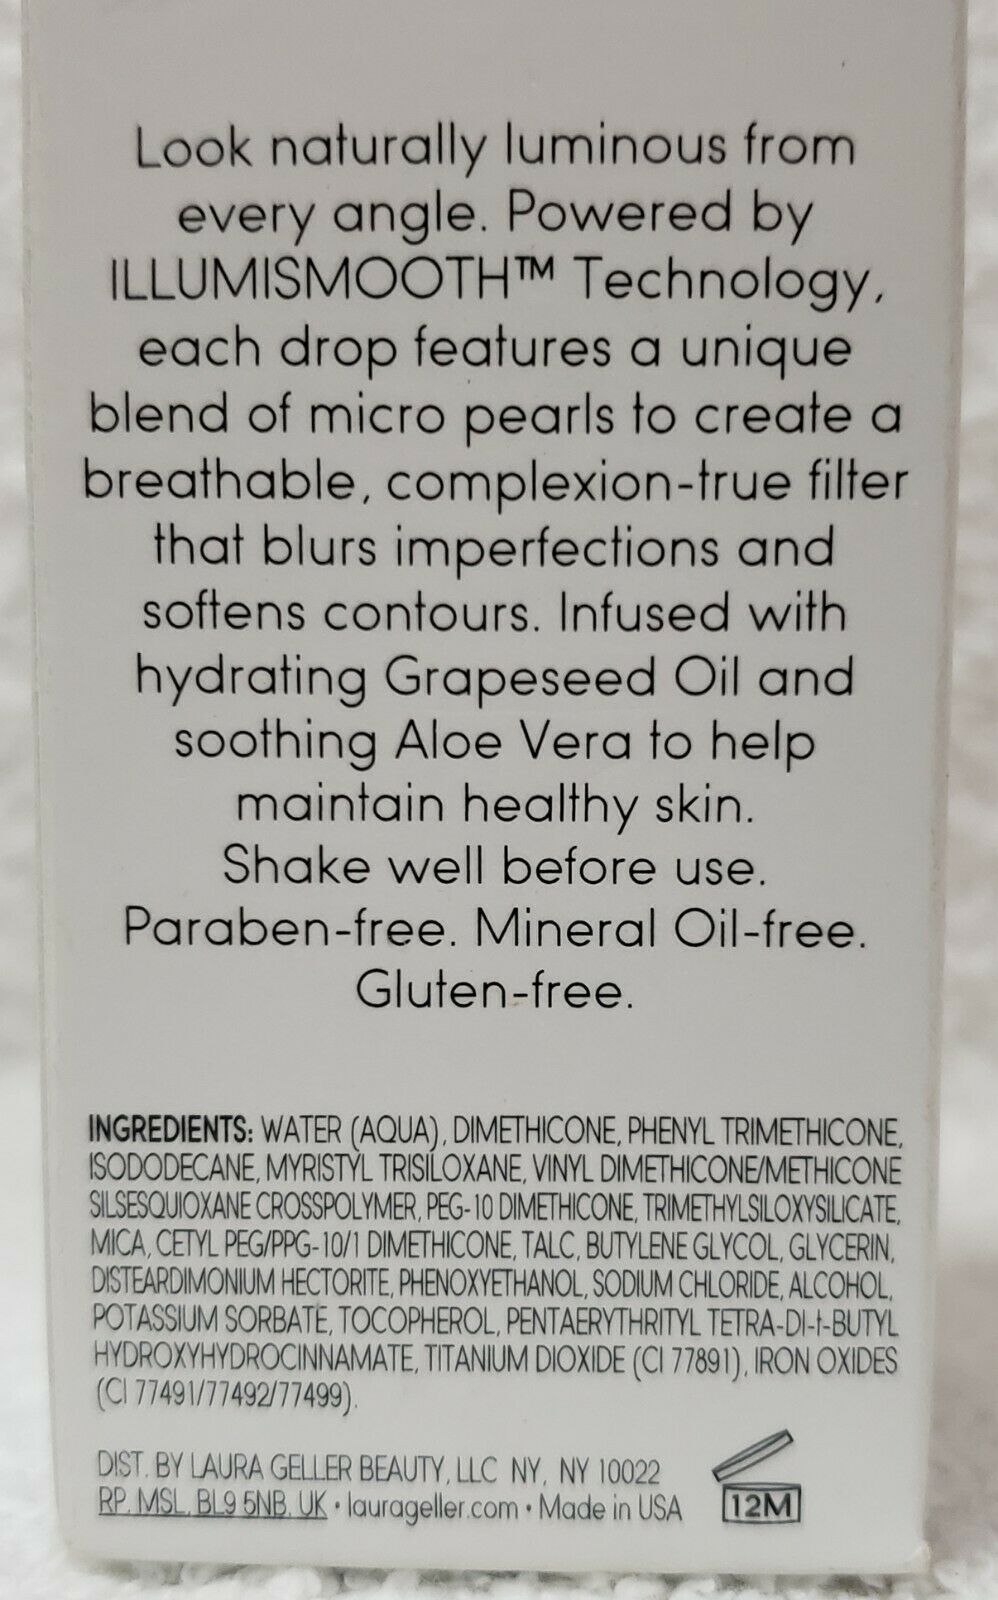 Look naturally luminous from
every angle. Powered by
ILLUMISMOOTH™ Technology,
each drop features a unique
blend of micro pearls to create a
breathable, complexion-true filter
that blurs imperfections and
softens contours. Infused with
hydrating Grapeseed Oil and
soothing Aloe Vera to help
maintain healthy skin.
Shake well before use.
Paraben-free. Mineral Oil-free.
Gluten-free.
INGREDIENTS: WATER (AQUA), DIMETHICONE, PHENYL TRIMETHICONE,
ISODODECANE, MYRISTYL TRISILOXANE, VINYL DIMETHICONE/METHICONE
SILSESQUIOXANE CROSSPOLYMER, PEG-10 DIMETHICONE, TRIMETHYLSILOXYSILICATE,
MICA, CETYL PEG/PPG-10/1 DIMETHICONE, TALC, BUTYLENE GLYCOL, GLYCERIN,
DISTEARDIMONIUM HECTORITE, PHENOXYETHANOL, SODIUM CHLORIDE, ALCOHOL,
POTASSIUM SORBATE, TOCOPHEROL, PENTAERYTHRITYL TETRA-DI-t-BUTYL
HYDROXYHYDROCINNAMATE, TITANIUM DIOXIDE (CI 77891), IRON OXIDES
(CI 77491/77492/77499).
DIST. BY LAURA GELLER BEAUTY, LLC NY, NY 10022
RP. MSL. BL9 5NB. UK • laurageller.com • Made in USA
12M